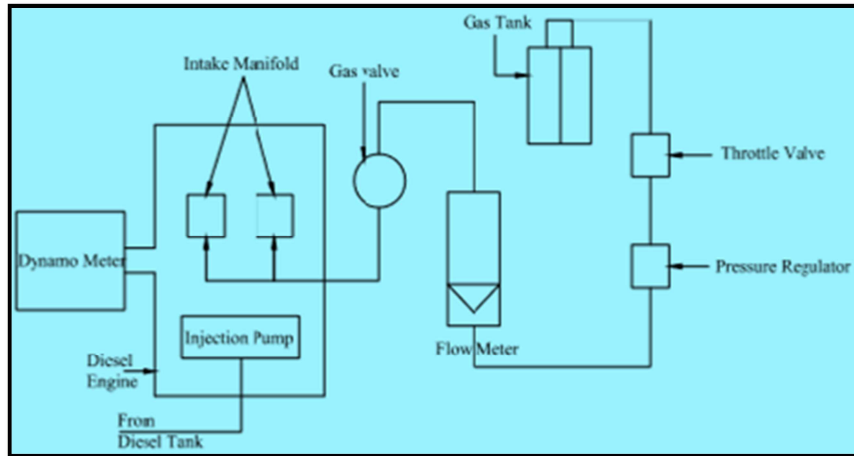 Gas Tank
Intake Manifold
Gas valve
Throttle Valve
Dynamo Meter
Pressure Regulator
Injection Pump
Flow Meter
Diesel
Engine
From
Diesel Tank